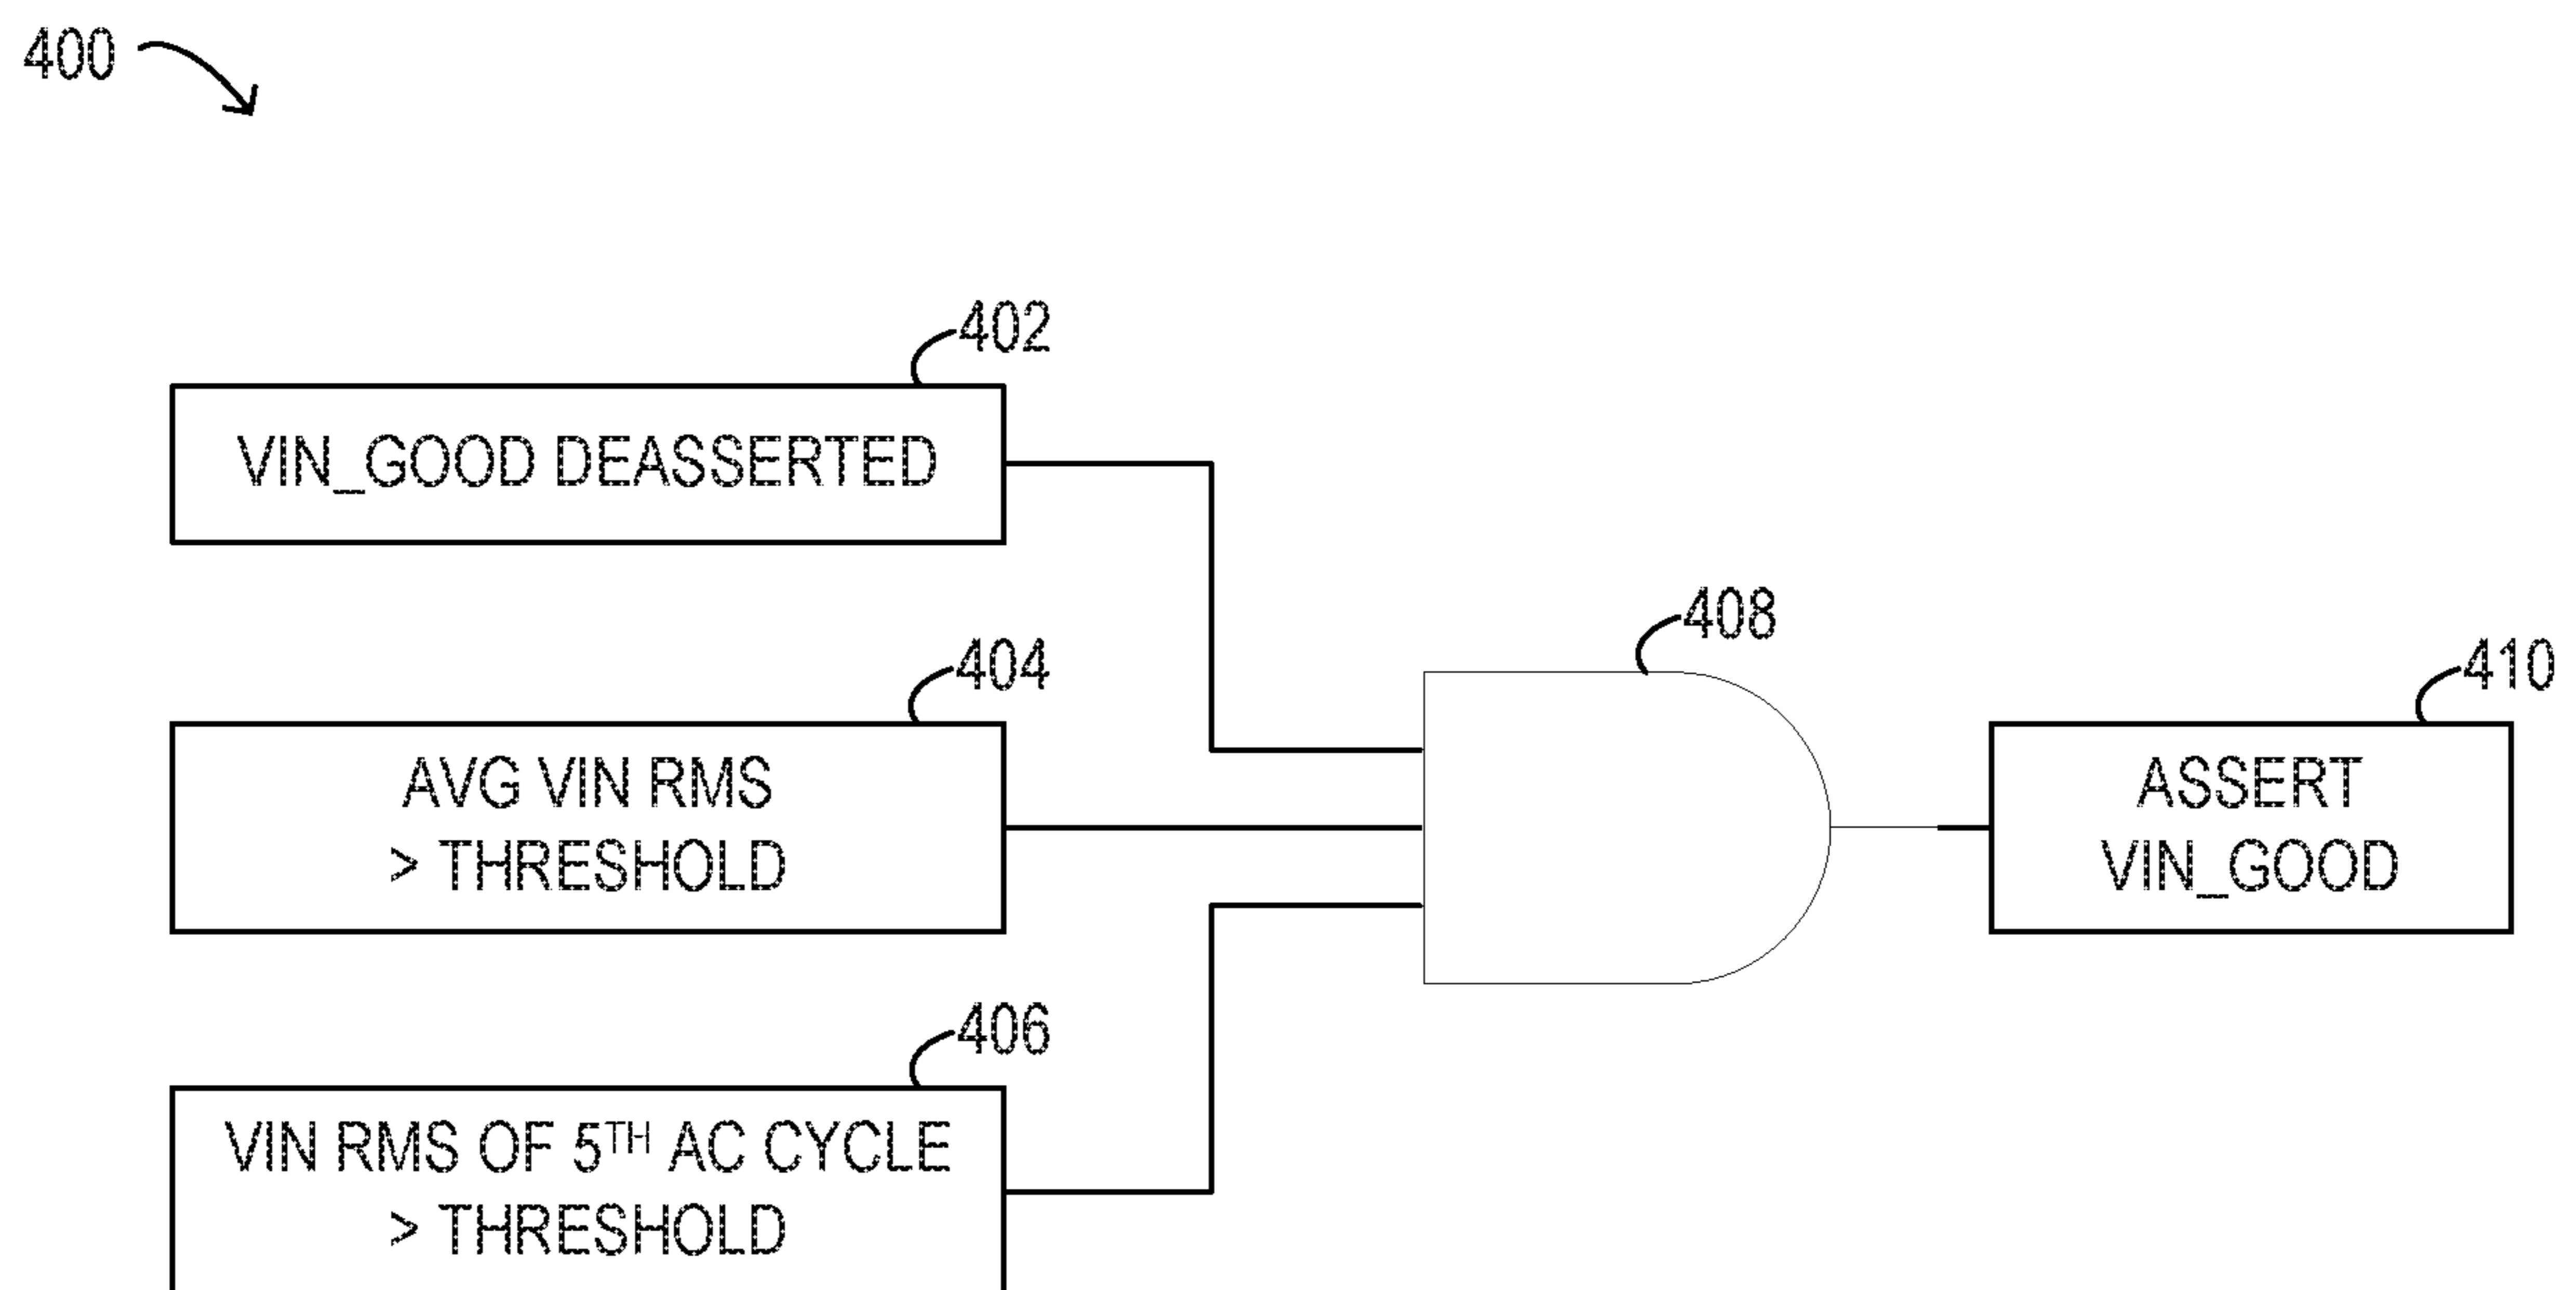 400
402
VIN_GOOD DEASSERTED
404
AVG VIN RMS
> THRESHOLD
406
VIN RMS OF 5TH AC CYCLE
> THRESHOLD
408
410
ASSERT
VIN_GOOD